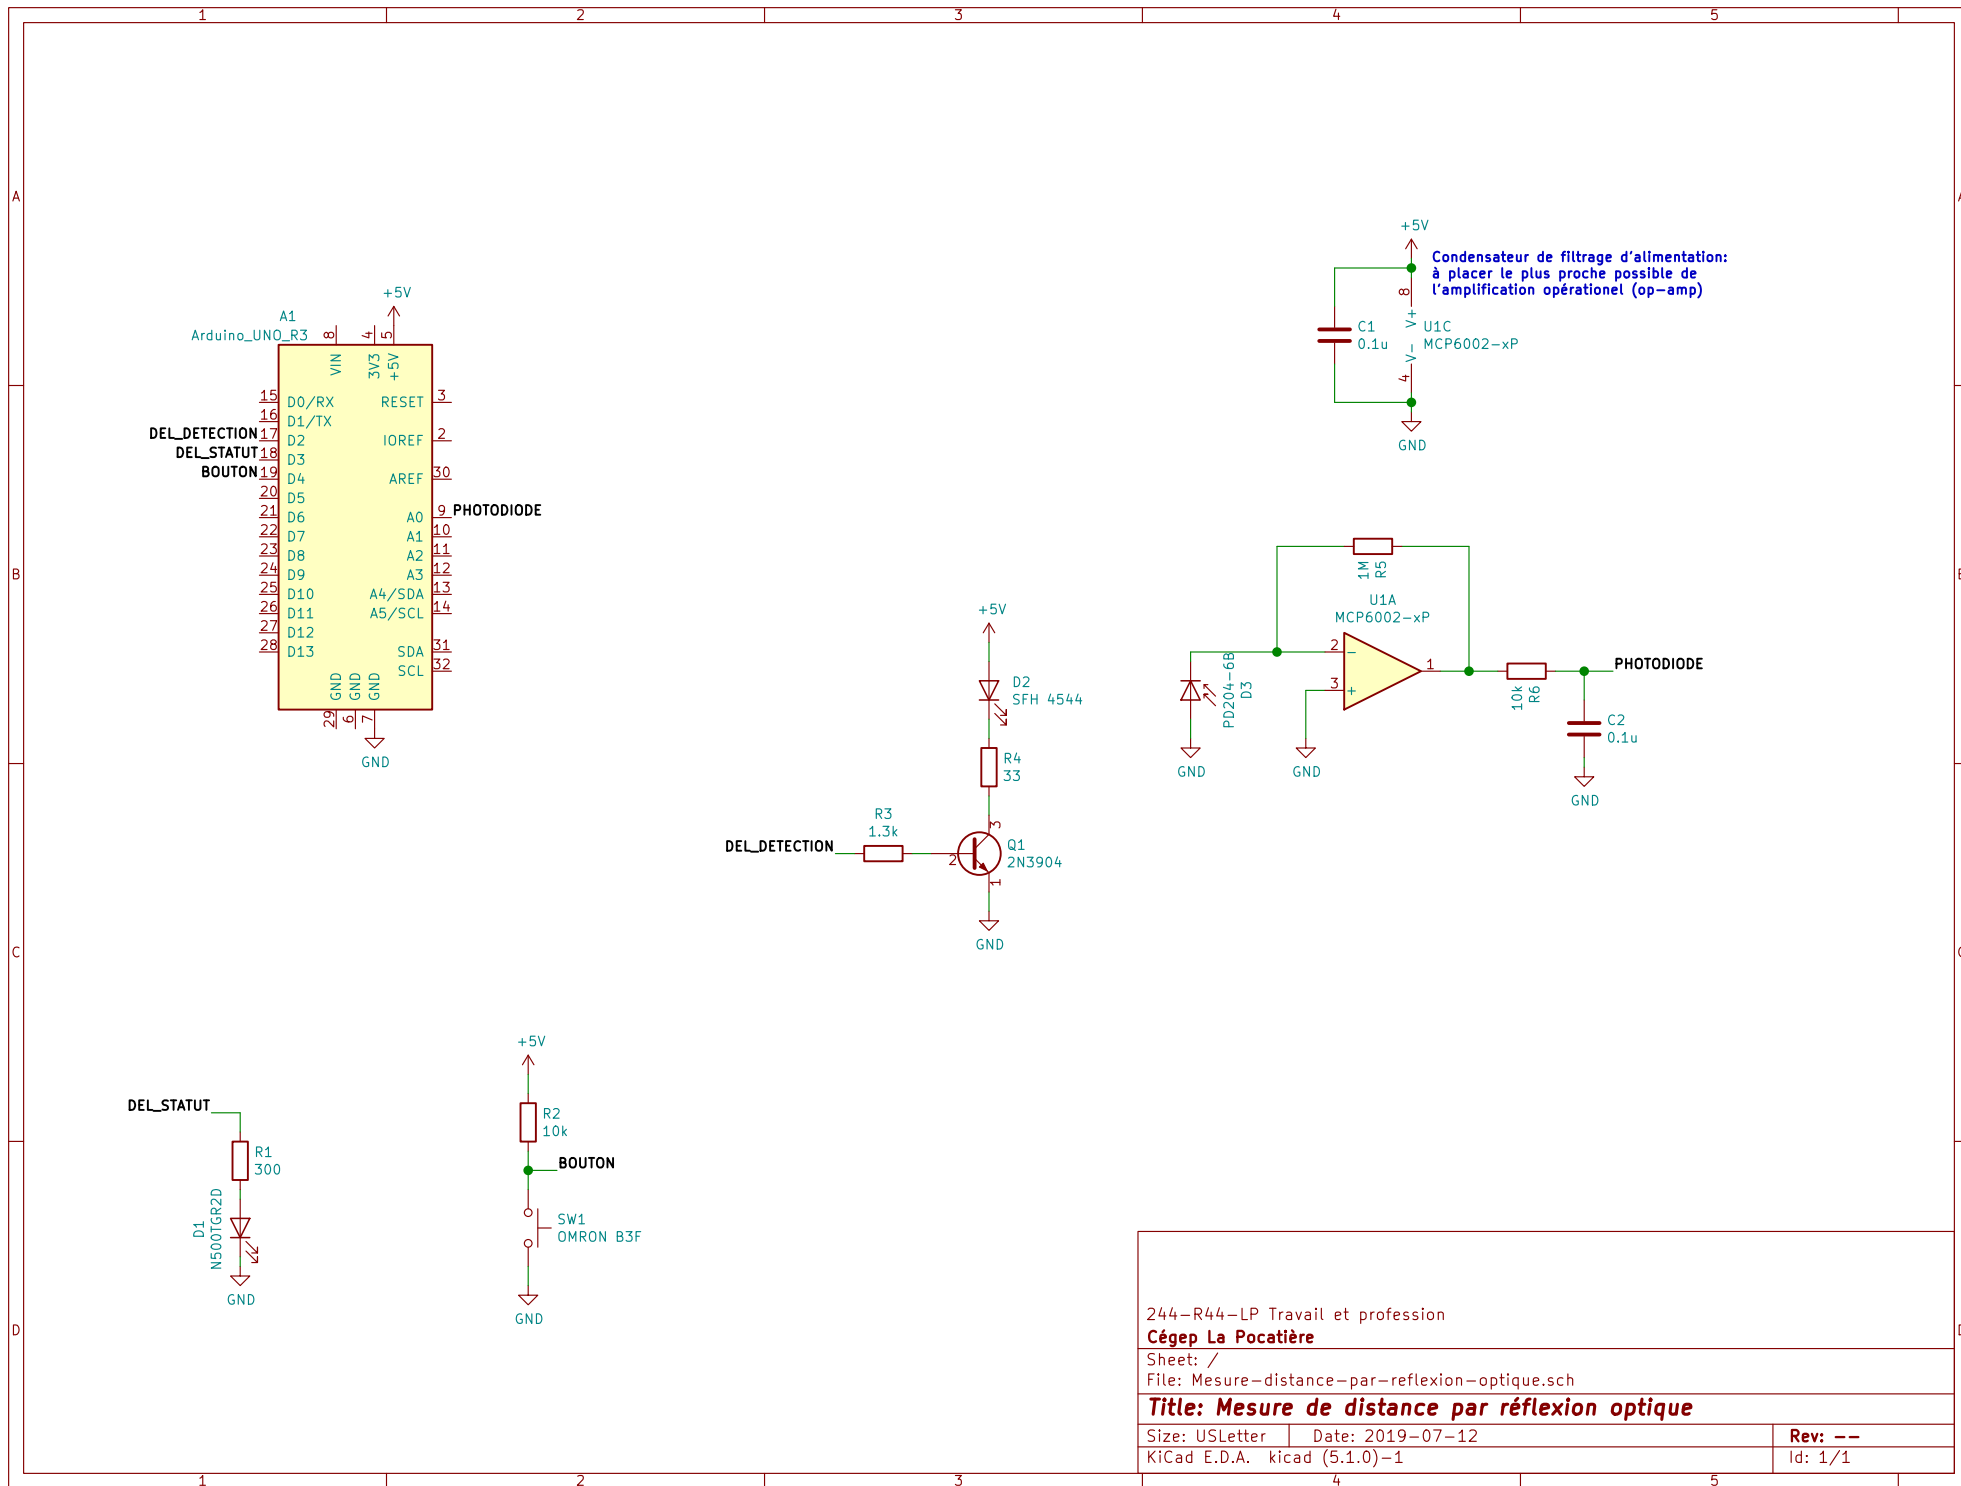 1 2 3 4 5
A
B
C
D
A1
Arduino_UNO_R3
+5V
8 4 5
VIN 3V3 +5V
15 D0/RX RESET 3
16 D1/TX
DEL_DETECTION 17 D2 IOREF 2
DEL_STATUT 18 D3
BOUTON 19 D4 AREF 30
20 D5
21 D6 A0 9 PHOTODIODE
22 D7 A1 10
23 D8 A2 11
24 D9 A3 12
25 D10 A4/SDA 13
26 D11 A5/SCL 14
27 D12
28 D13 SDA 31
SCL 32
GND GND GND
29 6 7
GND
+5V
Condensateur de filtrage d'alimentation:
à placer le plus proche possible de
l'amplification opérationel (op-amp)
8
V+
C1
0.1u
U1C
MCP6002-xP
V-
4
GND
1M
R5
U1A
MCP6002-xP
2 -
3 +
1
PD204-6B
D3
GND
GND
10k
R6
PHOTODIODE
C2
0.1u
GND
+5V
D2
SFH 4544
R4
33
R3
1.3k
DEL_DETECTION
2
3
1
Q1
2N3904
GND
DEL_STATUT
R1
300
D1
N500TGR2D
GND
+5V
R2
10k
BOUTON
SW1
OMRON B3F
GND
244-R44-LP Travail et profession
Cégep La Pocatière
Sheet: /
File: Mesure-distance-par-reflexion-optique.sch
Title: Mesure de distance par réflexion optique
Size: USLetter Date: 2019-07-12 Rev: --
KiCad E.D.A. kicad (5.1.0)-1 Id: 1/1
1 2 3 4 5